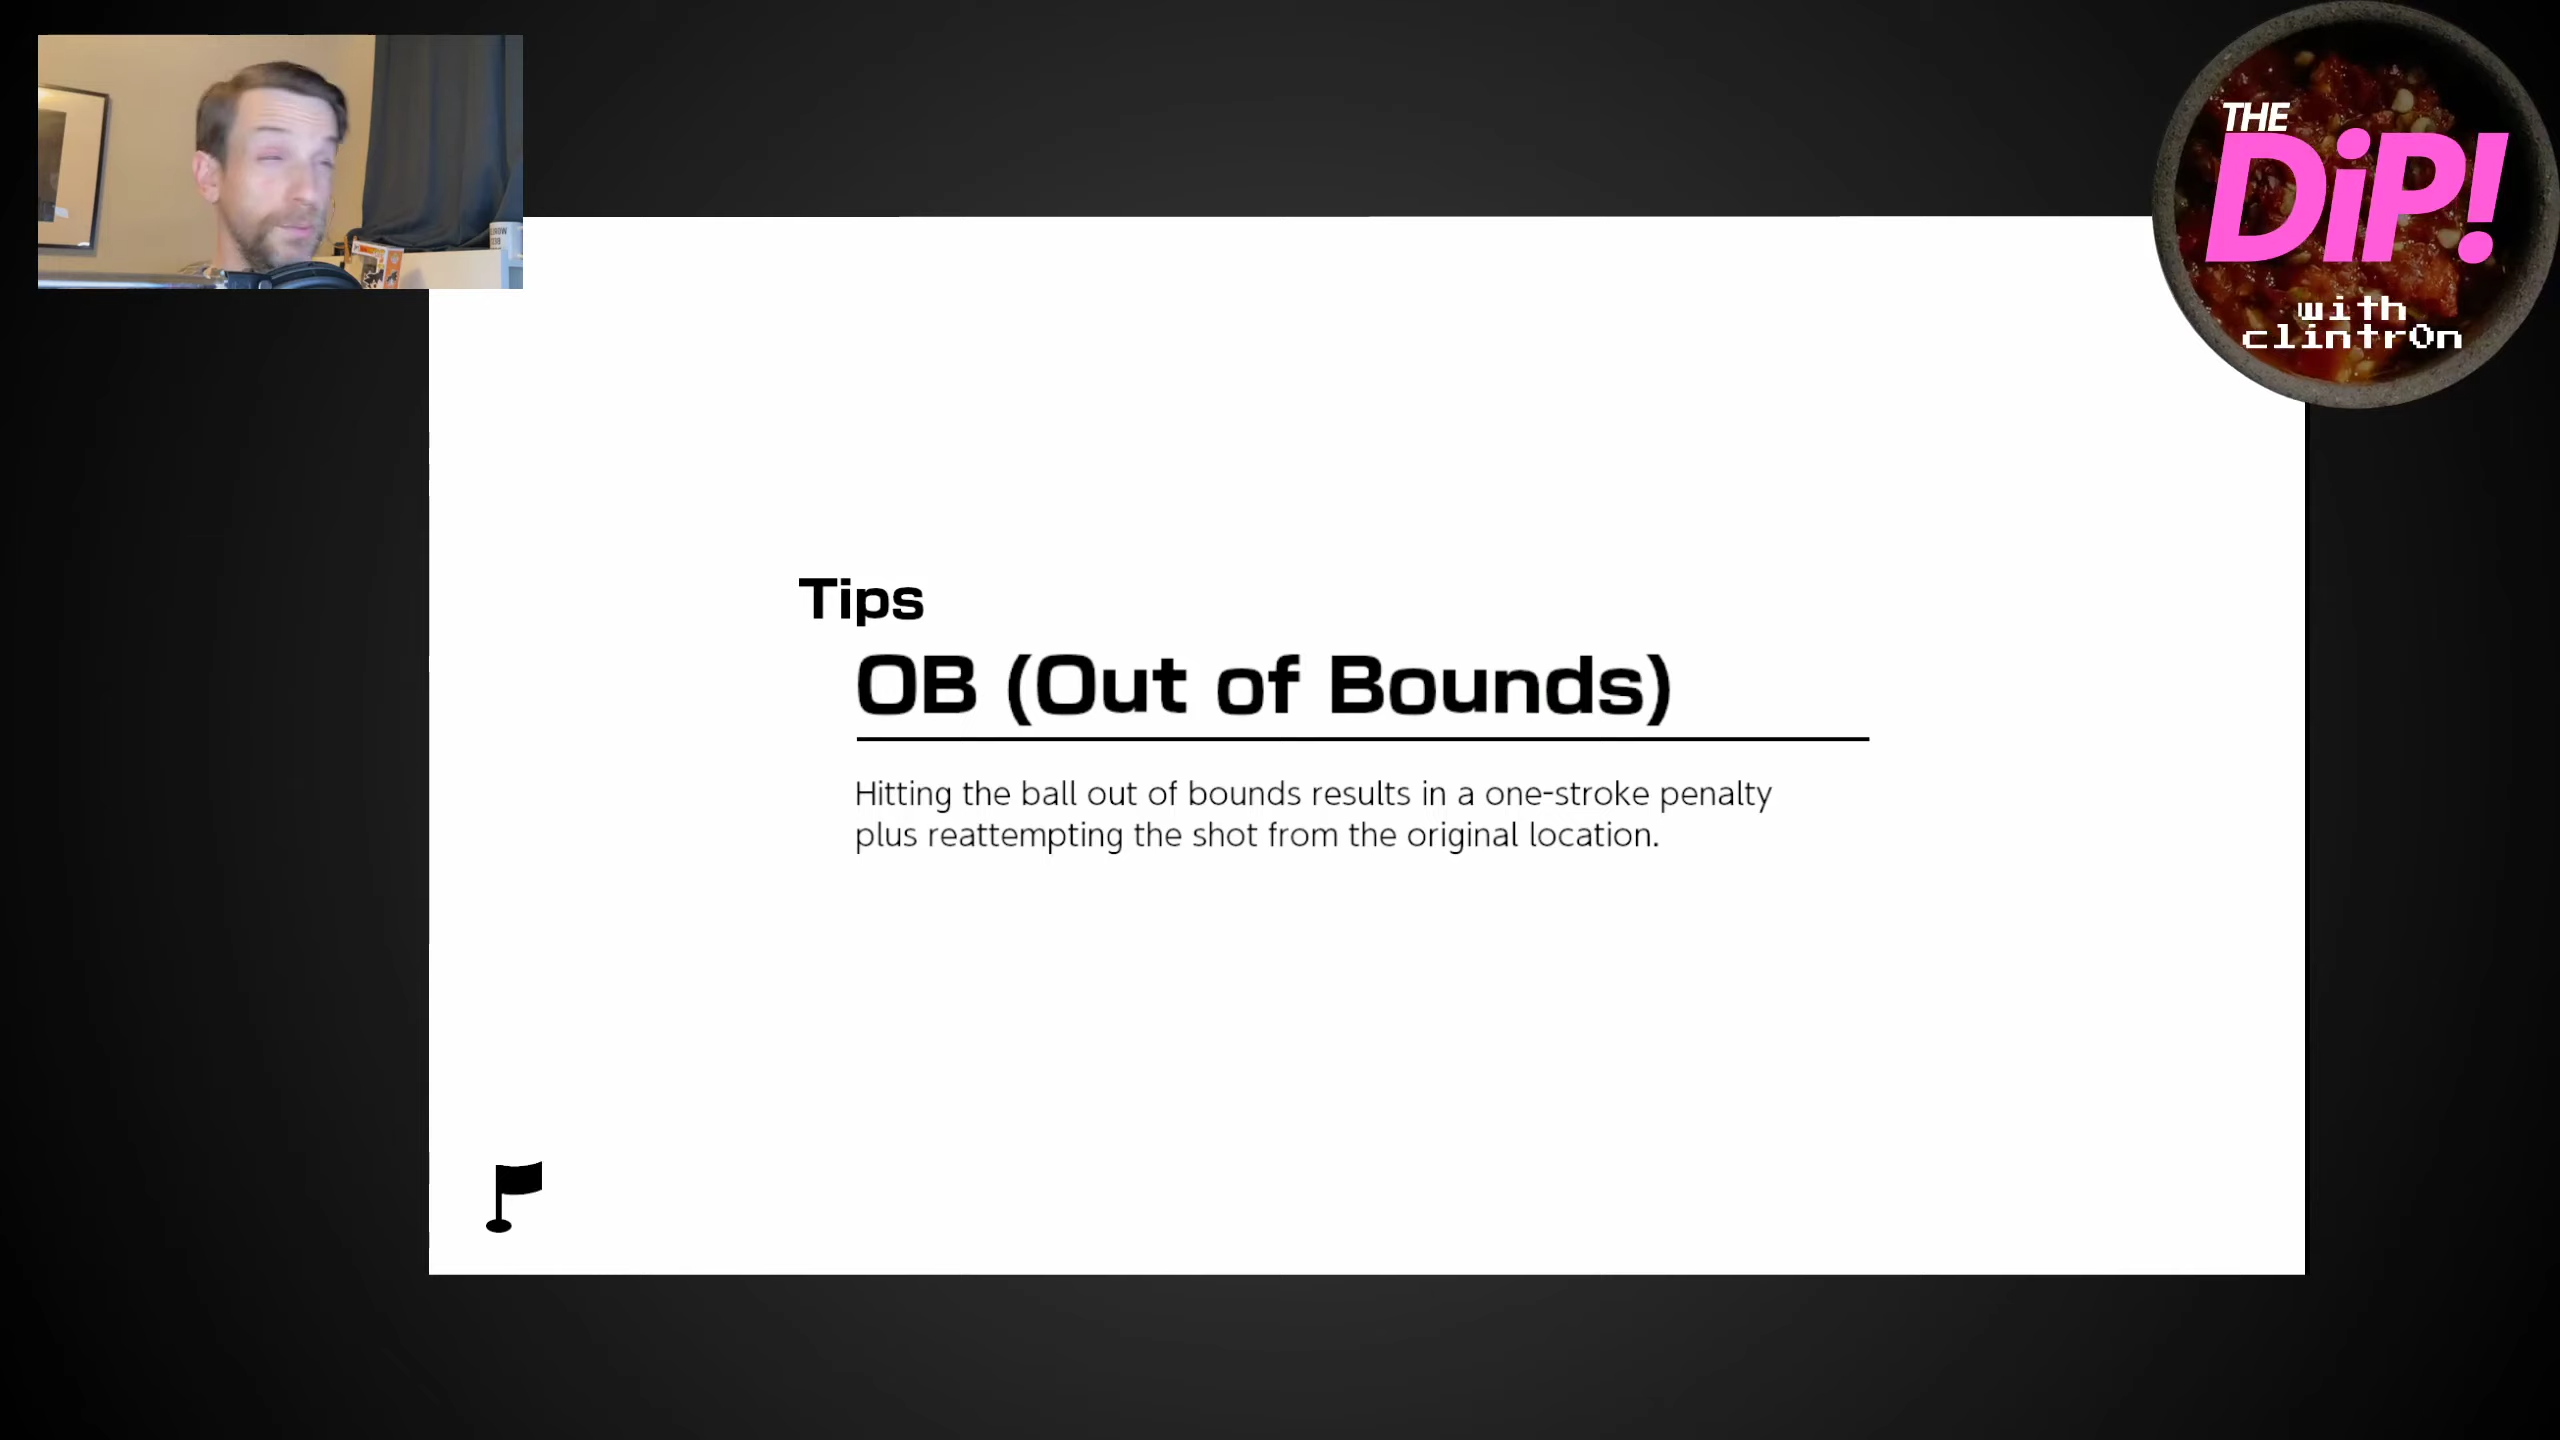 THE
DiP!
with
clintr0n
Tips
OB (Out of Bounds)
Hitting the ball out of bounds results in a one-stroke penalty
plus reattempting the shot from the original location.